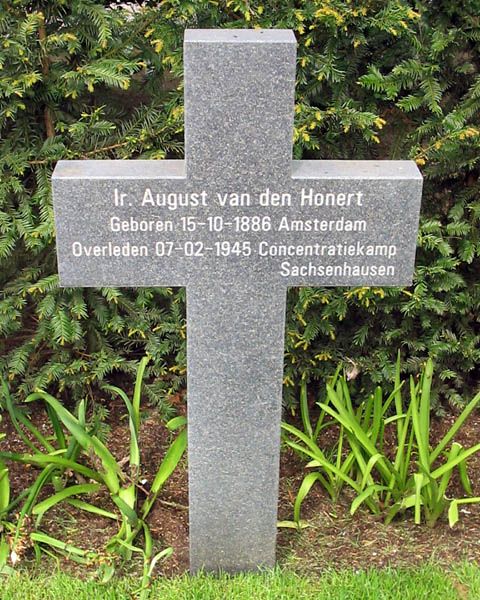 Ir. August van den Honert
Geboren 15-10-1886 Amsterdam
Overleden 07-02-1945 Concentratiekamp
Sachsenhausen